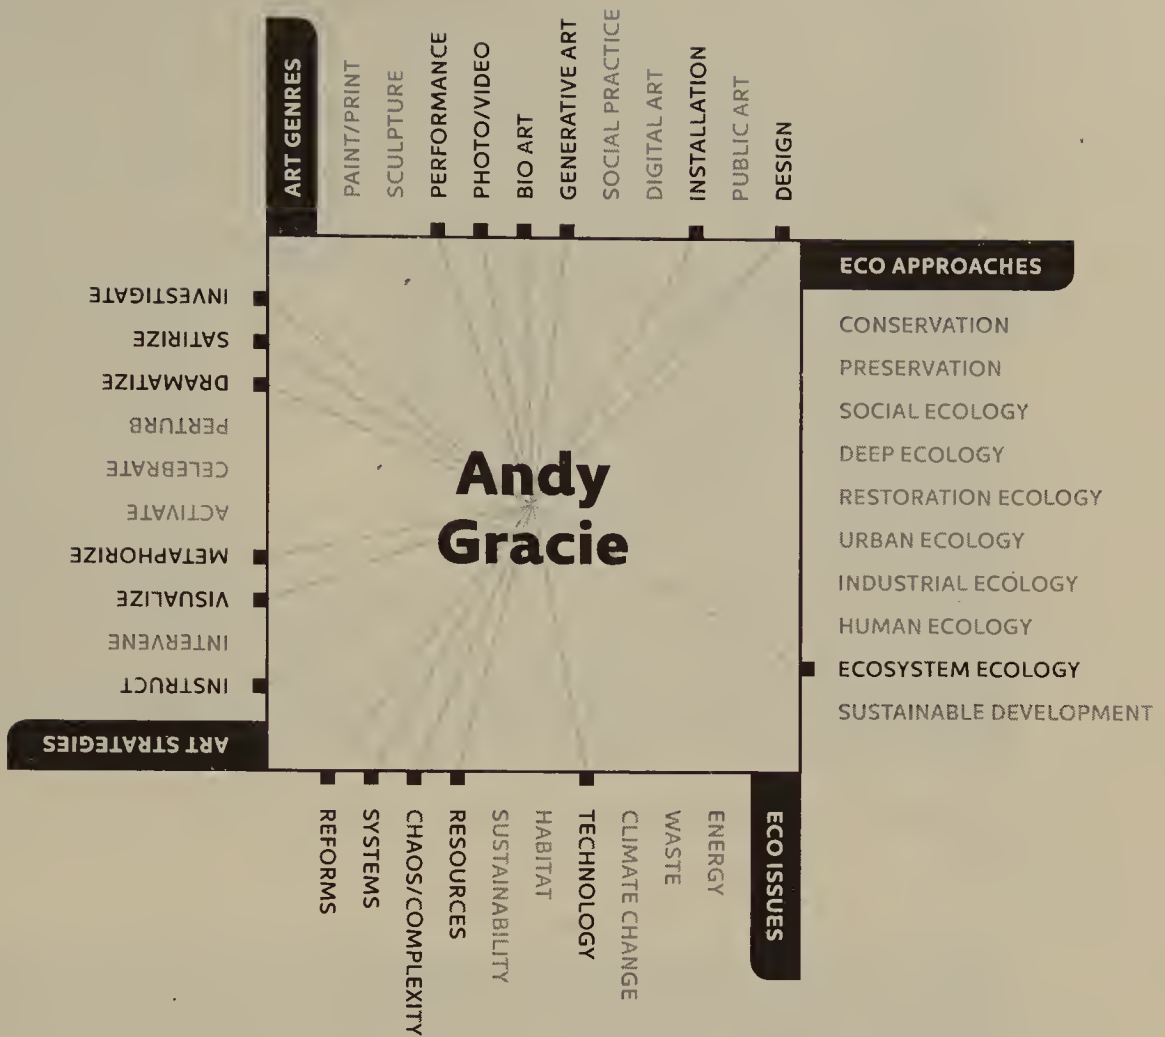 ART GENRES
PAINT/PRINT
SCULPTURE
PERFORMANCE
PHOTO/VIDEO
BIO ART
GENERATIVE ART
SOCIAL PRACTICE
DIGITAL ART
INSTALLATION
PUBLIC ART
DESIGN
ECO APPROACHES
CONSERVATION
PRESERVATION
SOCIAL ECOLOGY
DEEP ECOLOGY
RESTORATION ECOLOGY
URBAN ECOLOGY
INDUSTRIAL ECOLOGY
HUMAN ECOLOGY
ECOSYSTEM ECOLOGY
SUSTAINABLE DEVELOPMENT
ECO ISSUES
ENERGY
WASTE
CLIMATE CHANGE
TECHNOLOGY
HABITAT
SUSTAINABILITY
RESOURCES
CHAOS/COMPLEXITY
SYSTEMS
REFORMS
ART STRATEGIES
INSTRUCT
INTERVENE
VISUALIZE
METAPHORIZE
ACTIVATE
CELEBRATE
PERTURB
DRAMATIZE
SATIRIZE
INVESTIGATE
Andy
Gracie